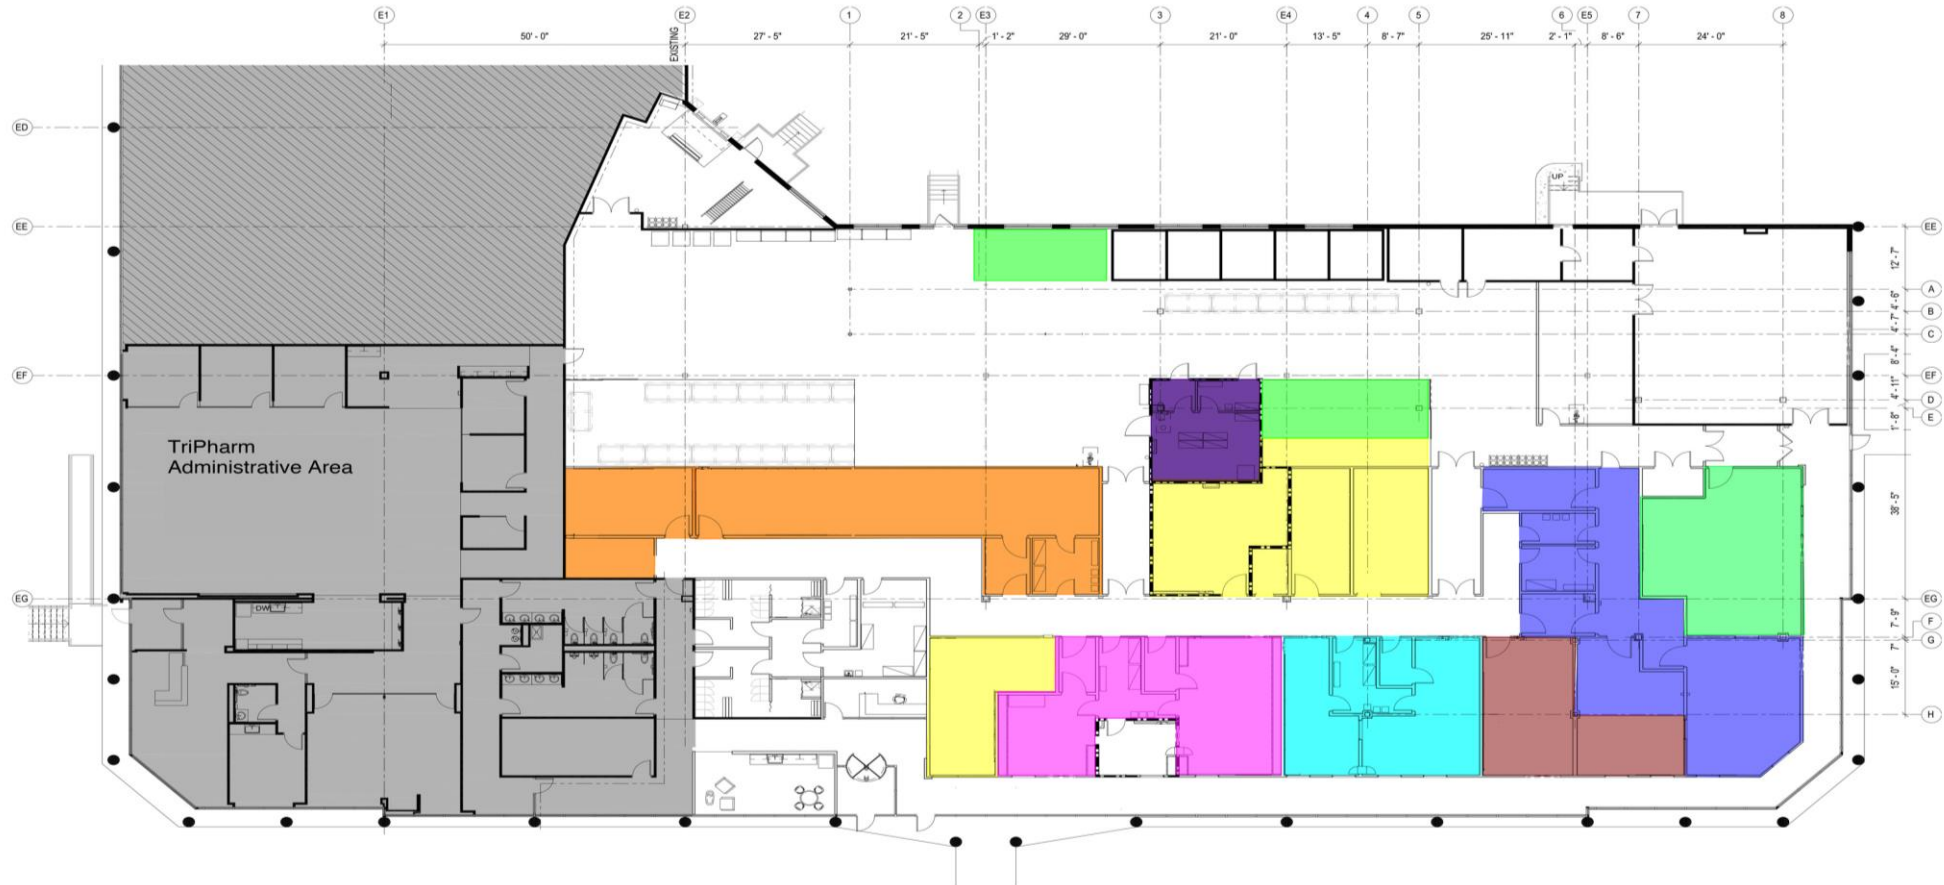 E1 E2 1 2 E3 3 E4 4 5 6 E5 7 8
50' - 0" 27' - 5" 21' - 5" 1' - 2" 29' - 0" 21' - 0" 13' - 5" 8' - 7" 25' - 11" 2' - 1" 8' - 6" 24' - 0"
EXISTING
ED
UP
EE EE
12' - 7"
A
4' - 6"
B
4' - 7"
C
8' - 4"
EF EF
4' - 11"
D
E
1' - 8"
TriPharm
Administrative Area
38' - 5"
EG EG
DW
7' - 9"
F
G
7'
15' - 0"
H